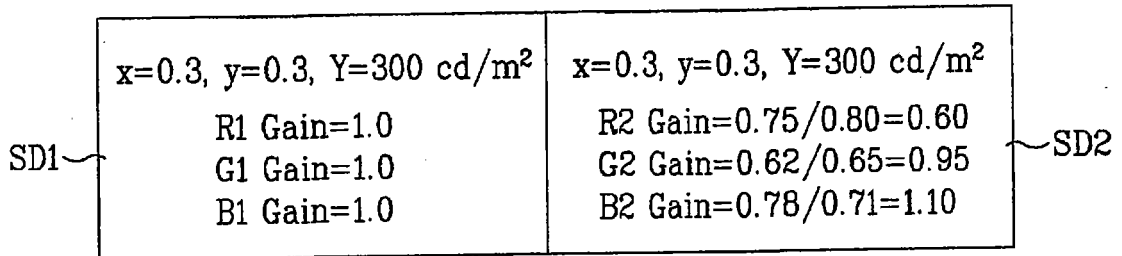 x=0.3, y=0.3, Y=300 cd/m²
R1 Gain=1.0
G1 Gain=1.0
B1 Gain=1.0
SD1
x=0.3, y=0.3, Y=300 cd/m²
R2 Gain=0.75/0.80=0.60
G2 Gain=0.62/0.65=0.95
B2 Gain=0.78/0.71=1.10
SD2